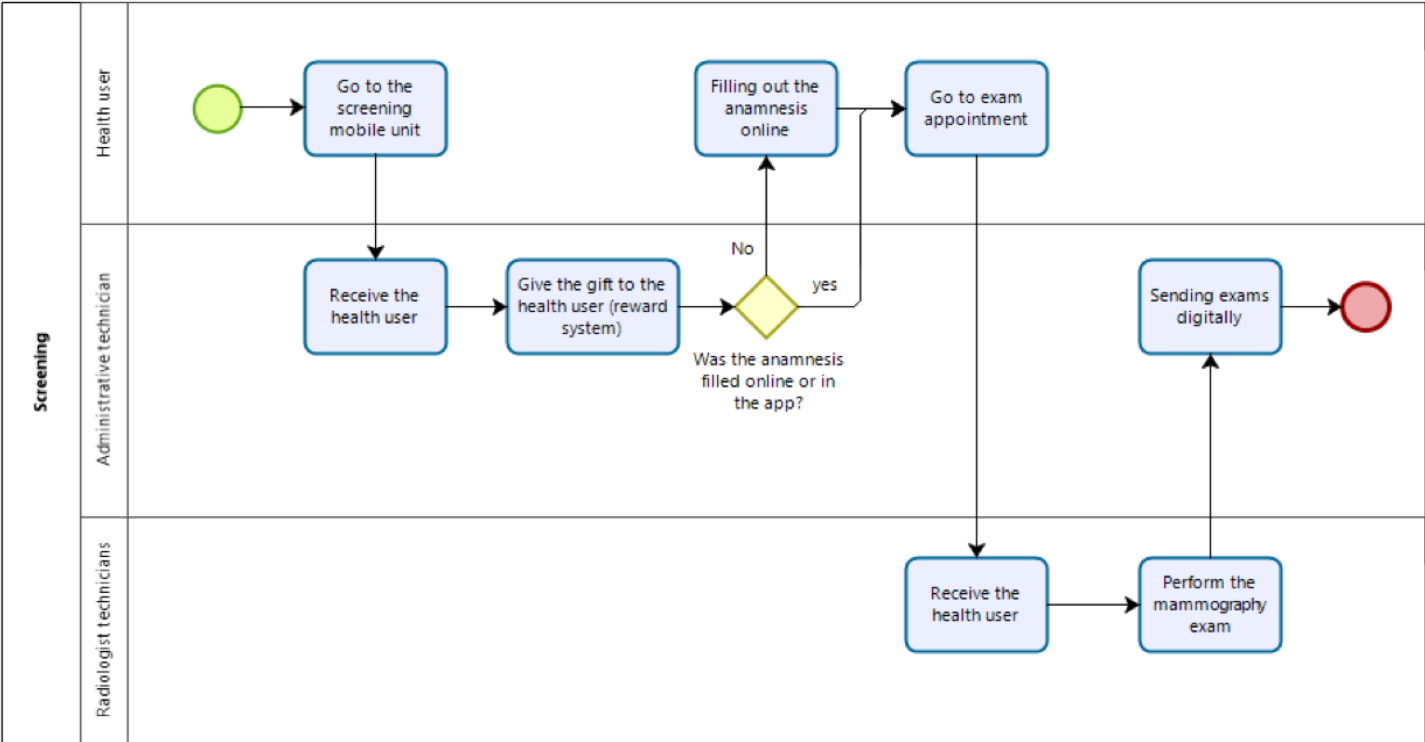 Screening
Health user
Go to the
screening
mobile unit
Filling out the
anamnesis
online
Go to exam
appointment
Administrative technician
Receive the
health user
Give the gift to the
health user (reward
system)
No
yes
Was the anamnesis
filled online or in
the app?
Sending exams
digitally
Radiologist technicians
Receive the
health user
Perform the
mammography
exam